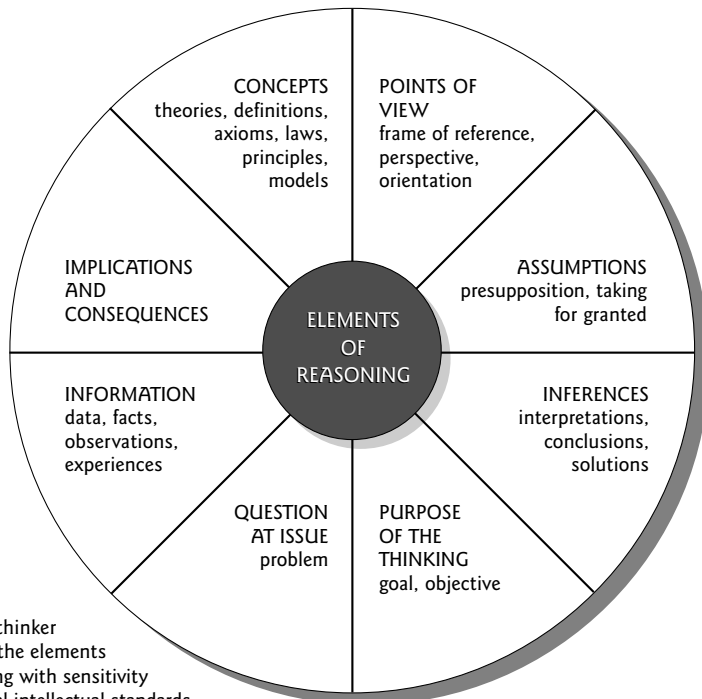 CONCEPTS
theories, definitions,
axioms, laws,
principles,
models
POINTS OF
VIEW
frame of reference,
perspective,
orientation
ASSUMPTIONS
presupposition, taking
for granted
INFERENCES
interpretations,
conclusions,
solutions
PURPOSE
OF THE
THINKING
goal, objective
QUESTION
AT ISSUE
problem
INFORMATION
data, facts,
observations,
experiences
IMPLICATIONS
AND
CONSEQUENCES
ELEMENTS
OF
REASONING
thinker
the elements
with sensitivity
intellectual standards